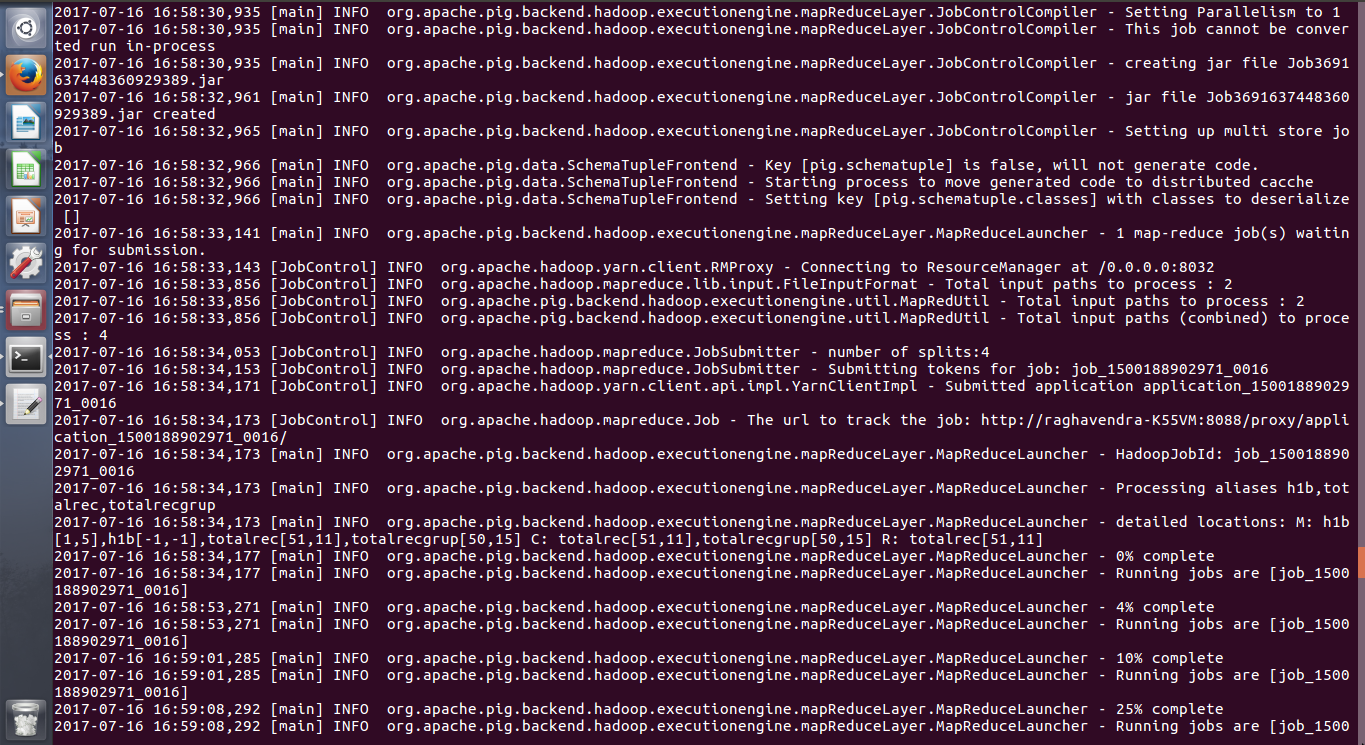 2017-07-16 16:58:30,935 [main] INFO  org.apache.pig.backend.hadoop.executionengine.mapReduceLayer.JobControlCompiler - Setting Parallelism to 1
2017-07-16 16:58:30,935 [main] INFO  org.apache.pig.backend.hadoop.executionengine.mapReduceLayer.JobControlCompiler - This job cannot be conver
ted run in-process
2017-07-16 16:58:30,935 [main] INFO  org.apache.pig.backend.hadoop.executionengine.mapReduceLayer.JobControlCompiler - creating jar file Job3691
637448360929389.jar
2017-07-16 16:58:32,961 [main] INFO  org.apache.pig.backend.hadoop.executionengine.mapReduceLayer.JobControlCompiler - jar file Job3691637448360
929389.jar created
2017-07-16 16:58:32,965 [main] INFO  org.apache.pig.backend.hadoop.executionengine.mapReduceLayer.JobControlCompiler - Setting up multi store jo
b
2017-07-16 16:58:32,966 [main] INFO  org.apache.pig.data.SchemaTupleFrontend - Key [pig.schematuple] is false, will not generate code.
2017-07-16 16:58:32,966 [main] INFO  org.apache.pig.data.SchemaTupleFrontend - Starting process to move generated code to distributed cacche
2017-07-16 16:58:32,966 [main] INFO  org.apache.pig.data.SchemaTupleFrontend - Setting key [pig.schematuple.classes] with classes to deserialize
 []
2017-07-16 16:58:33,141 [main] INFO  org.apache.pig.backend.hadoop.executionengine.mapReduceLayer.MapReduceLauncher - 1 map-reduce job(s) waitin
g for submission.
2017-07-16 16:58:33,143 [JobControl] INFO  org.apache.hadoop.yarn.client.RMProxy - Connecting to ResourceManager at /0.0.0.0:8032
2017-07-16 16:58:33,856 [JobControl] INFO  org.apache.hadoop.mapreduce.lib.input.FileInputFormat - Total input paths to process : 2
2017-07-16 16:58:33,856 [JobControl] INFO  org.apache.pig.backend.hadoop.executionengine.util.MapRedUtil - Total input paths to process : 2
2017-07-16 16:58:33,856 [JobControl] INFO  org.apache.pig.backend.hadoop.executionengine.util.MapRedUtil - Total input paths (combined) to proce
ss : 4
2017-07-16 16:58:34,053 [JobControl] INFO  org.apache.hadoop.mapreduce.JobSubmitter - number of splits:4
2017-07-16 16:58:34,153 [JobControl] INFO  org.apache.hadoop.mapreduce.JobSubmitter - Submitting tokens for job: job_1500188902971_0016
2017-07-16 16:58:34,171 [JobControl] INFO  org.apache.hadoop.yarn.client.api.impl.YarnClientImpl - Submitted application application_15001889029
71_0016
2017-07-16 16:58:34,173 [JobControl] INFO  org.apache.hadoop.mapreduce.Job - The url to track the job: http://raghavendra-K55VM:8088/proxy/appli
cation_1500188902971_0016/
2017-07-16 16:58:34,173 [main] INFO  org.apache.pig.backend.hadoop.executionengine.mapReduceLayer.MapReduceLauncher - HadoopJobId: job_150018890
2971_0016
2017-07-16 16:58:34,173 [main] INFO  org.apache.pig.backend.hadoop.executionengine.mapReduceLayer.MapReduceLauncher - Processing aliases h1b,tot
alrec,totalrecgrup
2017-07-16 16:58:34,173 [main] INFO  org.apache.pig.backend.hadoop.executionengine.mapReduceLayer.MapReduceLauncher - detailed locations: M: h1b
[1,5],h1b[-1,-1],totalrec[51,11],totalrecgrup[50,15] C: totalrec[51,11],totalrecgrup[50,15] R: totalrec[51,11]
2017-07-16 16:58:34,177 [main] INFO  org.apache.pig.backend.hadoop.executionengine.mapReduceLayer.MapReduceLauncher - 0% complete
2017-07-16 16:58:34,177 [main] INFO  org.apache.pig.backend.hadoop.executionengine.mapReduceLayer.MapReduceLauncher - Running jobs are [job_1500
188902971_0016]
2017-07-16 16:58:53,271 [main] INFO  org.apache.pig.backend.hadoop.executionengine.mapReduceLayer.MapReduceLauncher - 4% complete
2017-07-16 16:58:53,271 [main] INFO  org.apache.pig.backend.hadoop.executionengine.mapReduceLayer.MapReduceLauncher - Running jobs are [job_1500
188902971_0016]
2017-07-16 16:59:01,285 [main] INFO  org.apache.pig.backend.hadoop.executionengine.mapReduceLayer.MapReduceLauncher - 10% complete
2017-07-16 16:59:01,285 [main] INFO  org.apache.pig.backend.hadoop.executionengine.mapReduceLayer.MapReduceLauncher - Running jobs are [job_1500
188902971_0016]
2017-07-16 16:59:08,292 [main] INFO  org.apache.pig.backend.hadoop.executionengine.mapReduceLayer.MapReduceLauncher - 25% complete
2017-07-16 16:59:08,292 [main] INFO  org.apache.pig.backend.hadoop.executionengine.mapReduceLayer.MapReduceLauncher - Running jobs are [job_1500